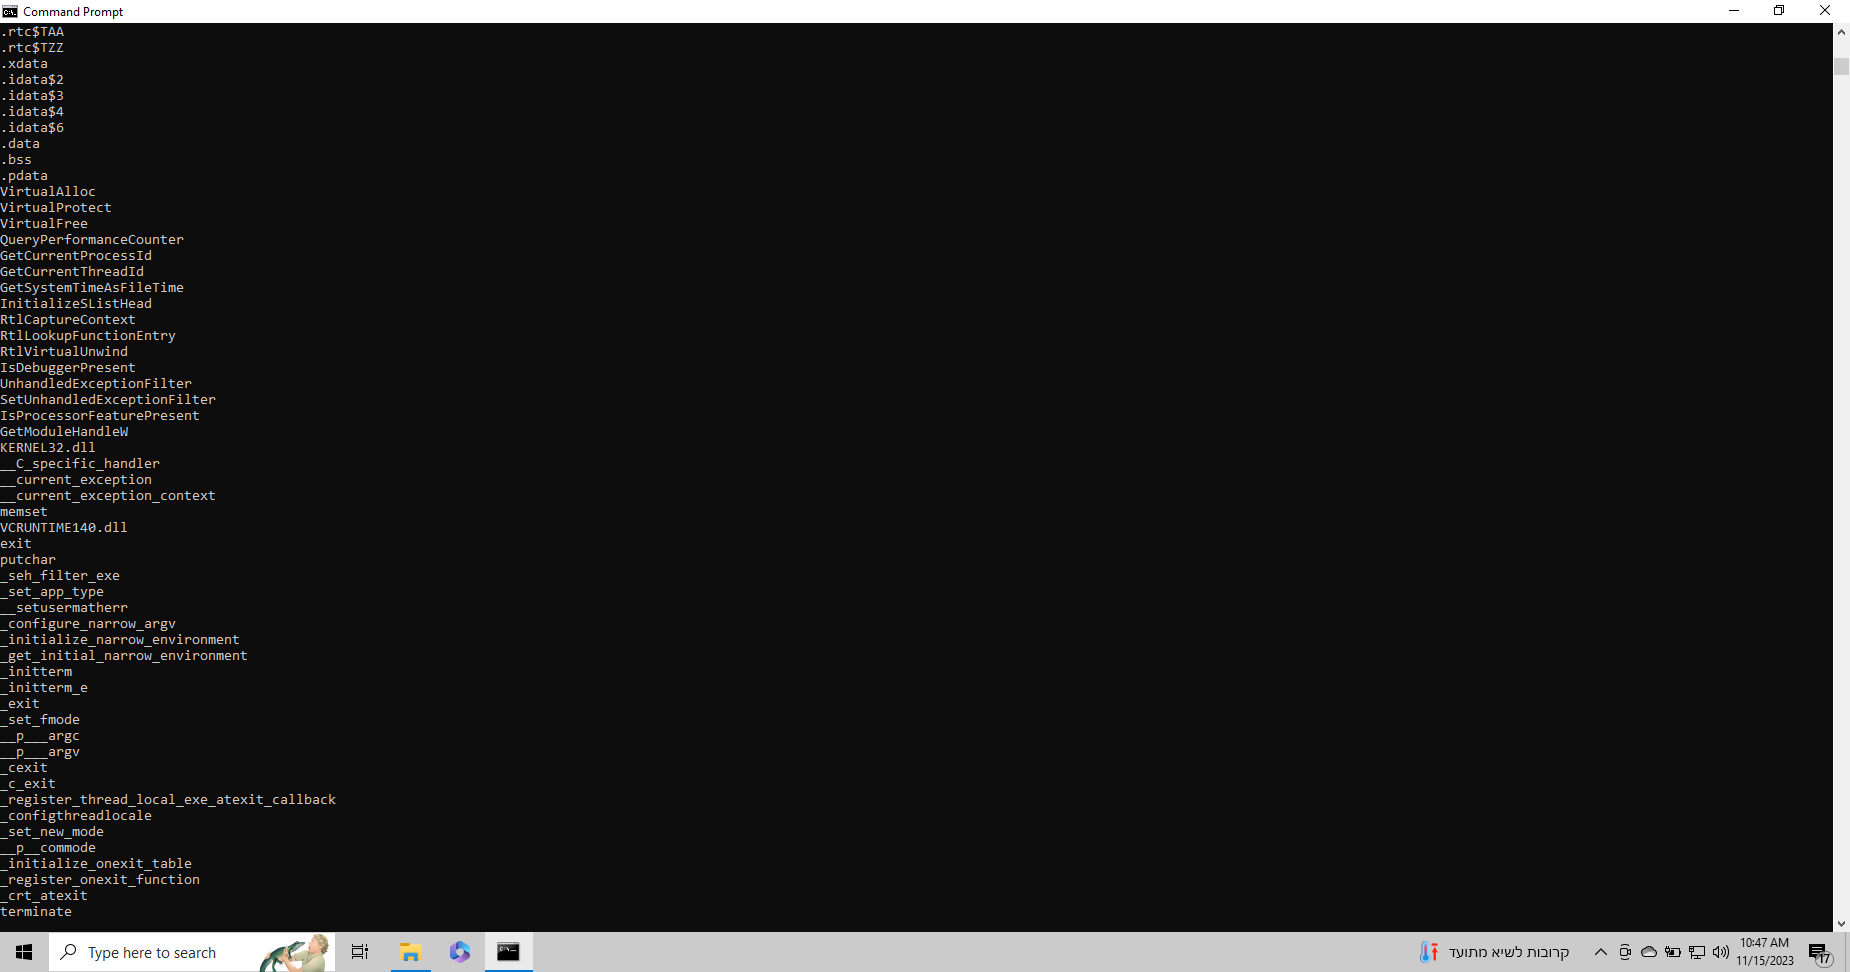 Command Prompt
.rtc$TAA
.rtc$TZZ
.xdata
.idata$2
.idata$3
.idata$4
.idata$6
.data
.bss
.pdata
VirtualAlloc
VirtualProtect
VirtualFree
QueryPerformanceCounter
GetCurrentProcessId
GetCurrentThreadId
GetSystemTimeAsFileTime
InitializeSListHead
RtlCaptureContext
RtlLookupFunctionEntry
RtlVirtualUnwind
IsDebuggerPresent
UnhandledExceptionFilter
SetUnhandledExceptionFilter
IsProcessorFeaturePresent
GetModuleHandleW
KERNEL32.dll
__C_specific_handler
__current_exception
__current_exception_context
memset
VCRUNTIME140.dll
exit
putchar
_seh_filter_exe
_set_app_type
__setusermatherr
_configure_narrow_argv
_initialize_narrow_environment
_get_initial_narrow_environment
_initterm
_initterm_e
_exit
_set_fmode
__p___argc
__p___argv
_cexit
_c_exit
_register_thread_local_exe_atexit_callback
_configthreadlocale
_set_new_mode
__p__commode
_initialize_onexit_table
_register_onexit_function
_crt_atexit
terminate
Type here to search
קרובות לשיא מתועד
10:47 AM
11/15/2023
17